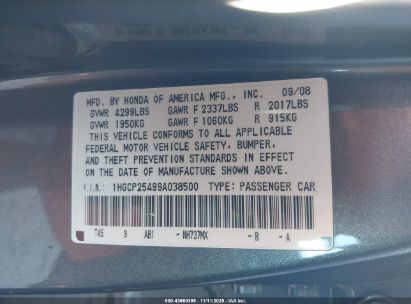 MFD. BY HONDA OF AMERICA MFG., INC. 09/08
GVWR 4299LBS GAWR F 2337LBS R 2017LBS
GVWR 1950KG GAWR F 1060KG R 915KG
THIS VEHICLE CONFORMS TO ALL APPLICABLE
FEDERAL MOTOR VEHICLE SAFETY, BUMPER,
AND THEFT PREVENTION STANDARDS IN EFFECT
ON THE DATE OF MANUFACTURE SHOWN ABOVE.
V.I.N: 1HGCP25499A038500 TYPE: PASSENGER CAR
TA5 9 AB1 - NH737MX - B - A